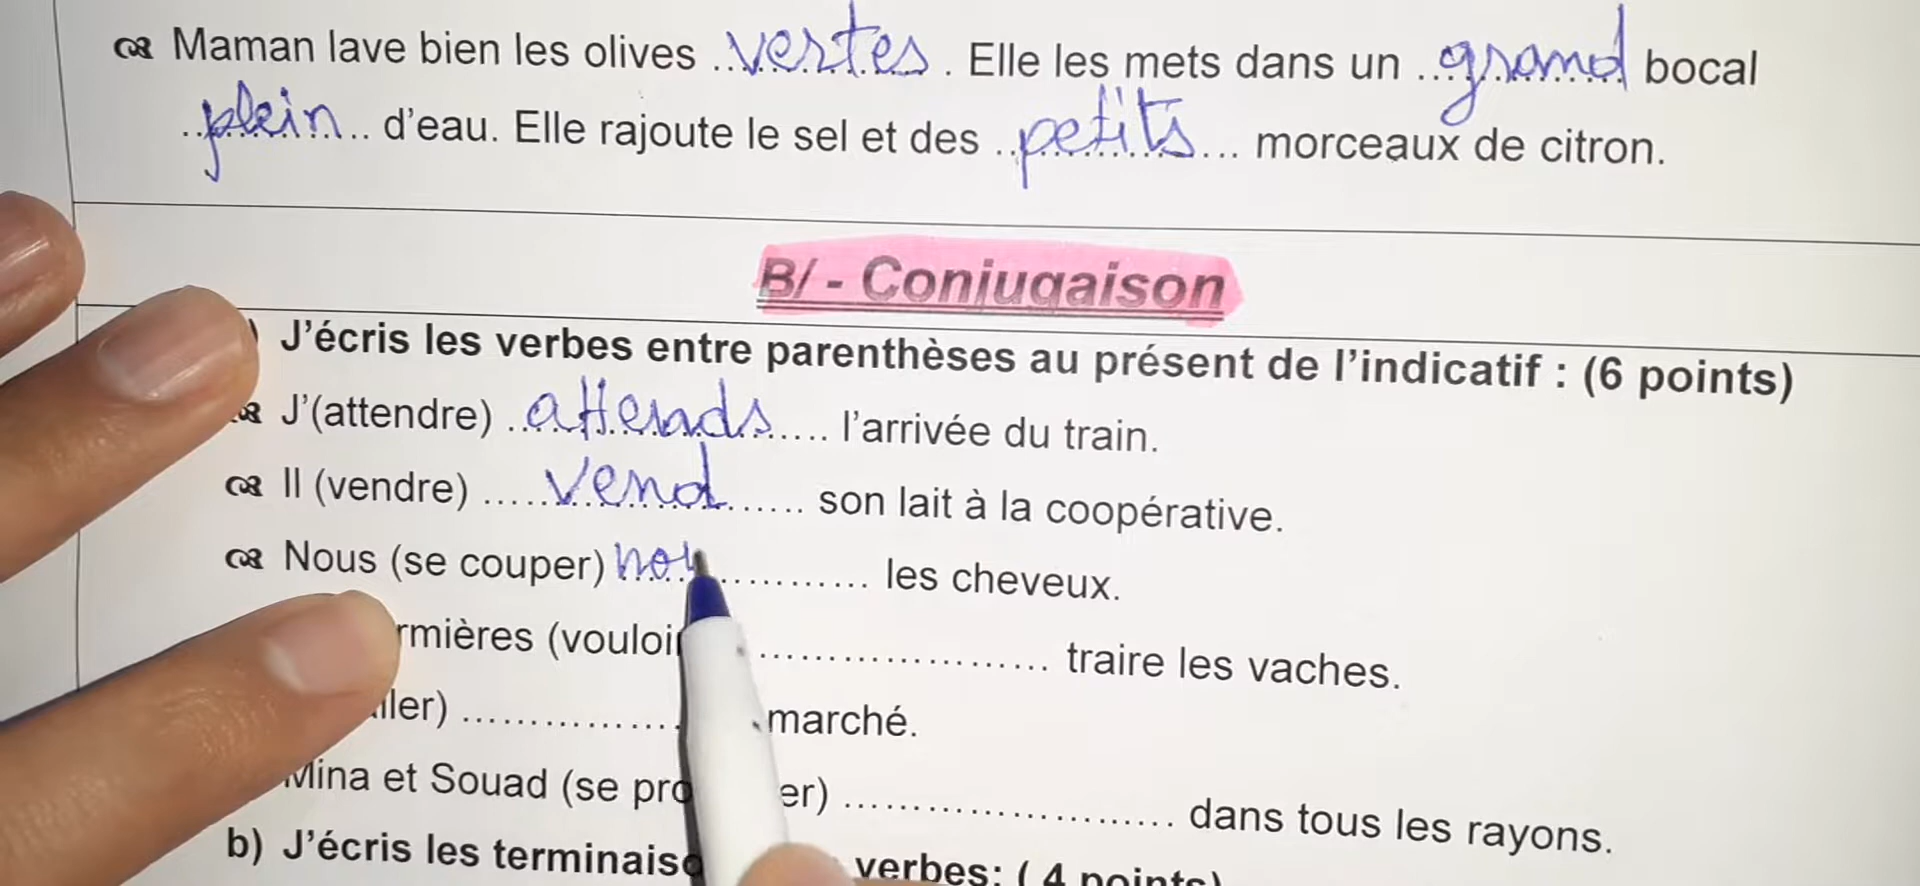 Maman lave bien les olives ..vertes.. . Elle les mets dans un ..grand bocal
..plein.. d'eau. Elle rajoute le sel et des ..petits... morceaux de citron.
B/ - Conjugaison
J'écris les verbes entre parenthèses au présent de l'indicatif : (6 points)
J'(attendre) ..attends.... l'arrivée du train.
Il (vendre) .....vend...... son lait à la coopérative.
Nous (se couper) nou.............. les cheveux.
rmières (vouloi ..................... traire les vaches.
ller) ................ marché.
Mina et Souad (se pro er) ........................ dans tous les rayons.
b) J'écris les terminaiso verbes: ( 4 points)